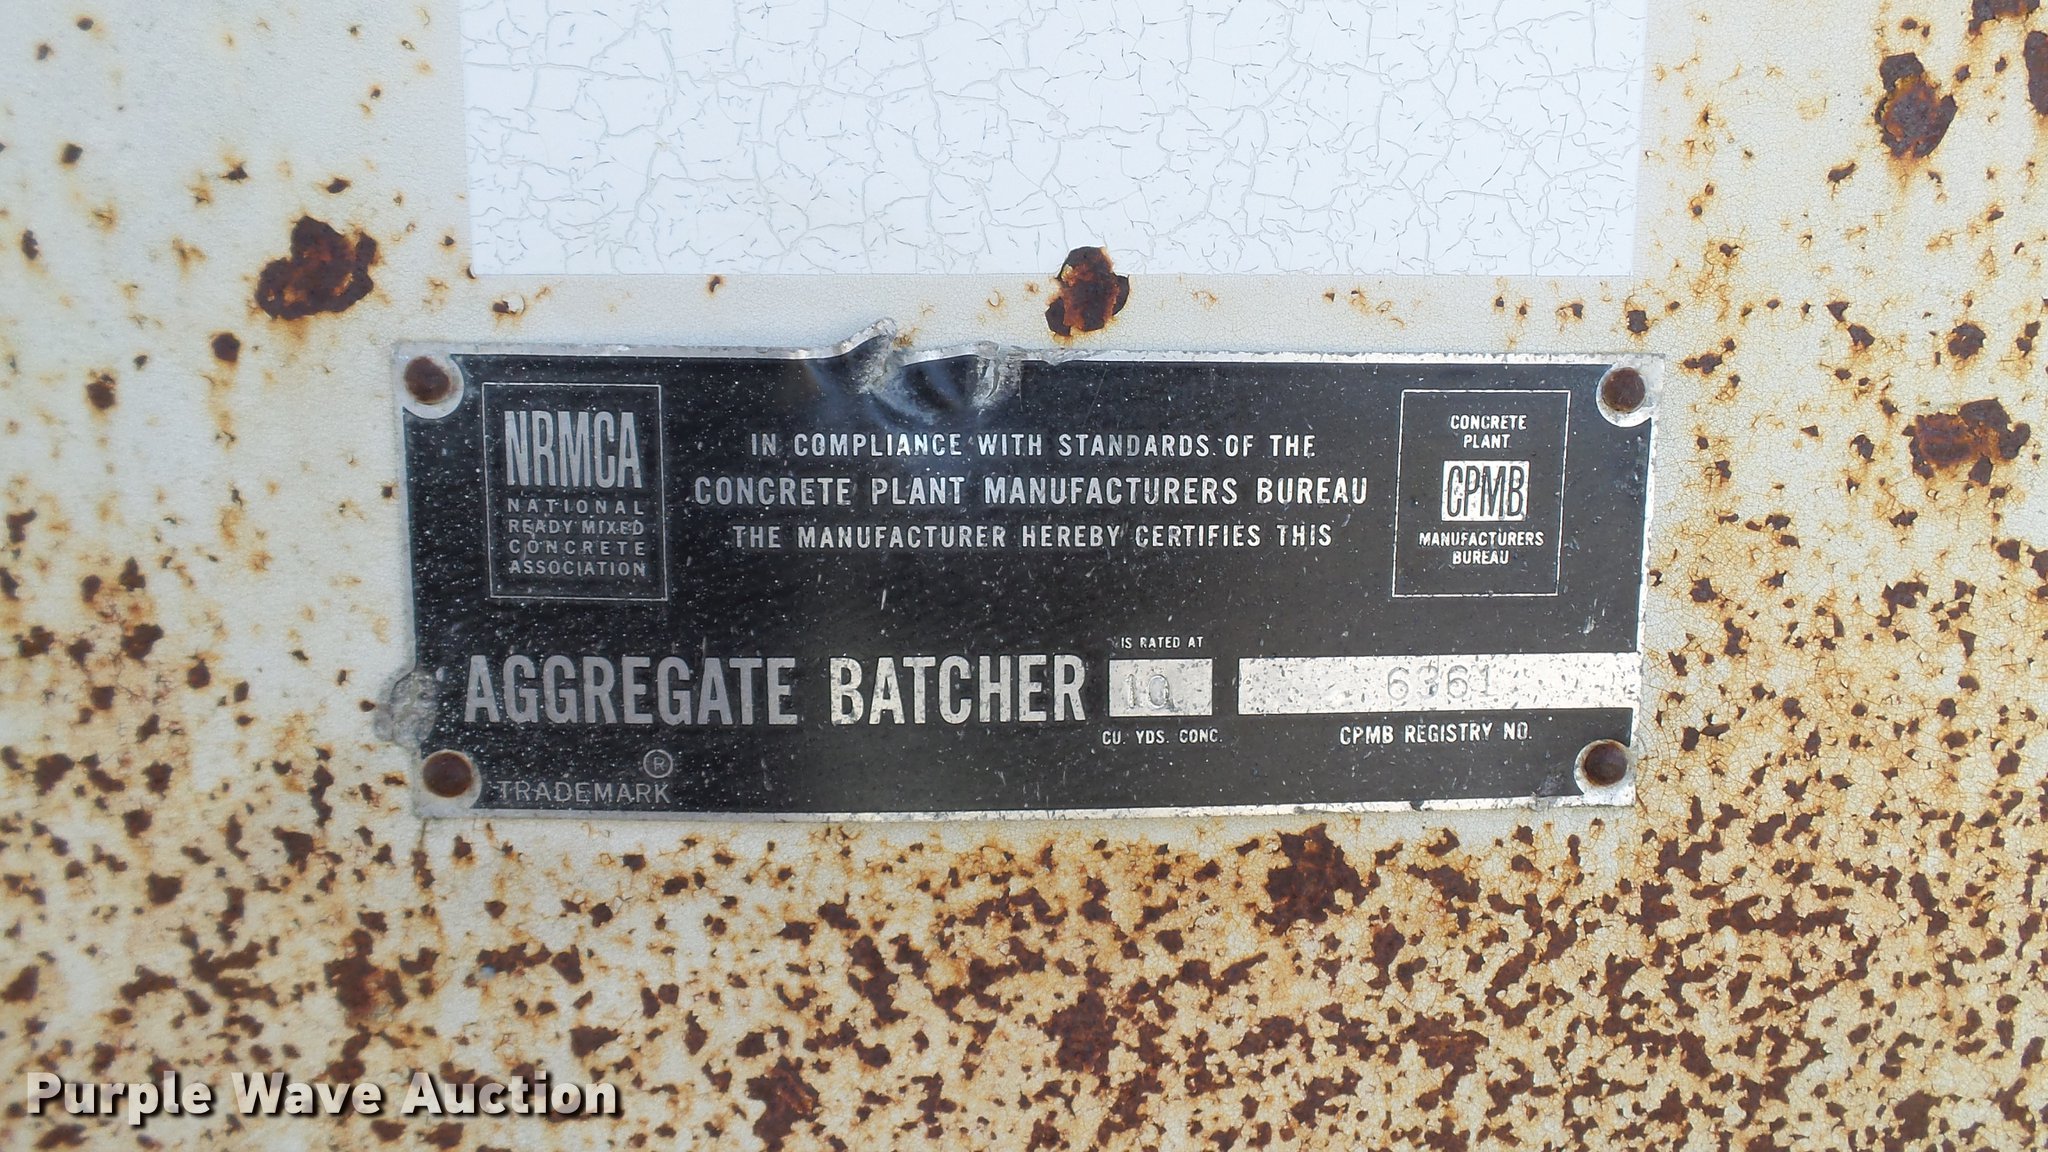 NRMCA
NATIONAL
READY MIXED
CONCRETE
ASSOCIATION
IN COMPLIANCE WITH STANDARDS OF THE
CONCRETE PLANT MANUFACTURERS BUREAU
THE MANUFACTURER HEREBY CERTIFIES THIS
CONCRETE
PLANT
CPMB
MANUFACTURERS
BUREAU
IS RATED AT
AGGREGATE BATCHER 10 6361
CU. YDS. CONC. CPMB REGISTRY NO.
®
TRADEMARK
Purple Wave Auction